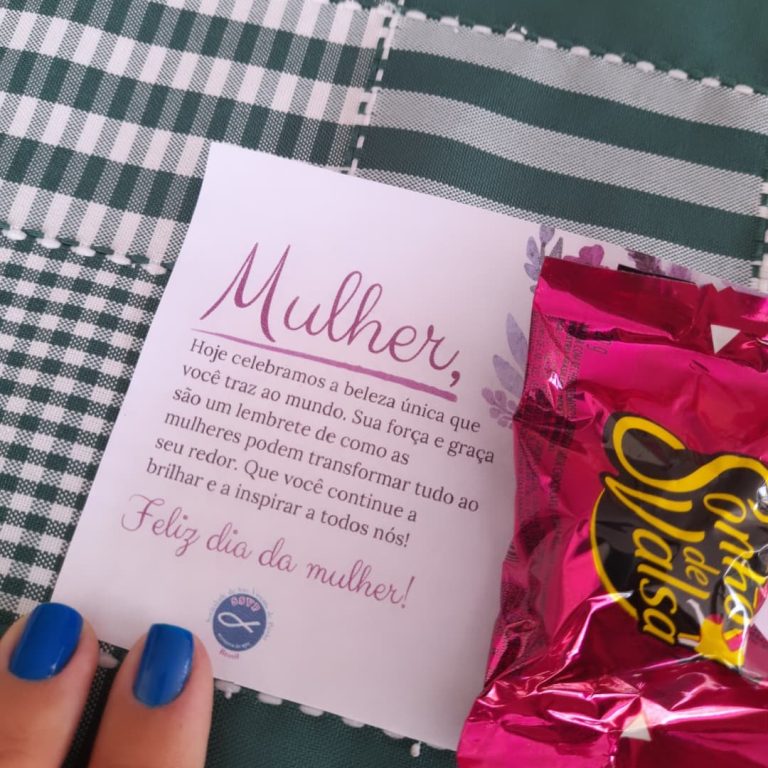 Mulher,
Hoje celebramos a beleza única que
você traz ao mundo. Sua força e graça
são um lembrete de como as
mulheres podem transformar tudo ao
seu redor. Que você continue a
brilhar e a inspirar a todos nós!
Feliz dia da mulher!
SSVP
Brasil
Sonho
de
Valsa